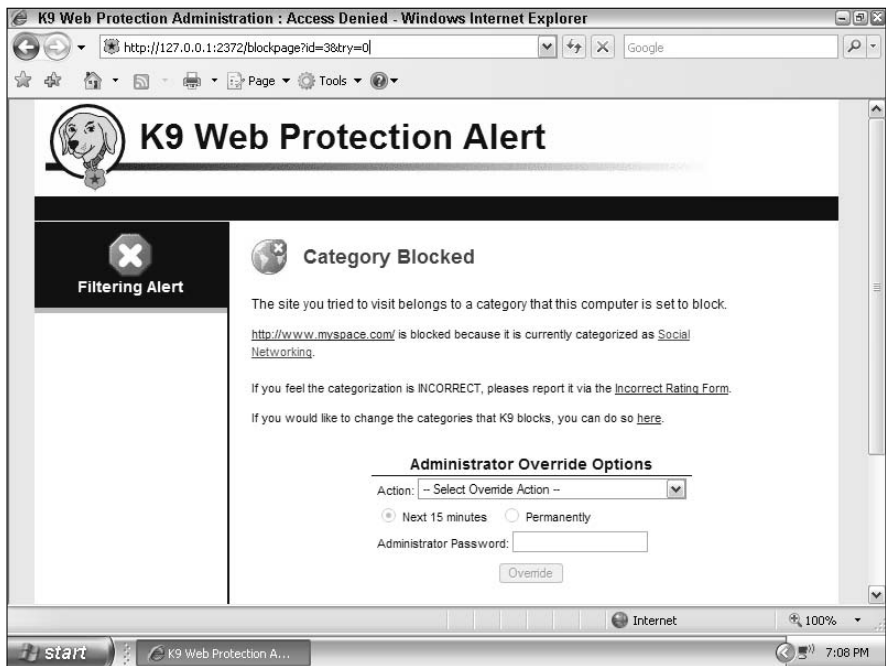 K9 Web Protection Administration : Access Denied - Windows Internet Explorer
http://127.0.0.1:2372/blockpage?id=3&try=0
Google
Page
Tools
K9 Web Protection Alert
Filtering Alert
Category Blocked
The site you tried to visit belongs to a category that this computer is set to block.
http://www.myspace.com/ is blocked because it is currently categorized as Social
Networking.
If you feel the categorization is INCORRECT, pleases report it via the Incorrect Rating Form.
If you would like to change the categories that K9 blocks, you can do so here.
Administrator Override Options
Action: -- Select Override Action --
Next 15 minutes Permanently
Administrator Password:
Override
Internet 100%
start K9 Web Protection A... 7:08 PM